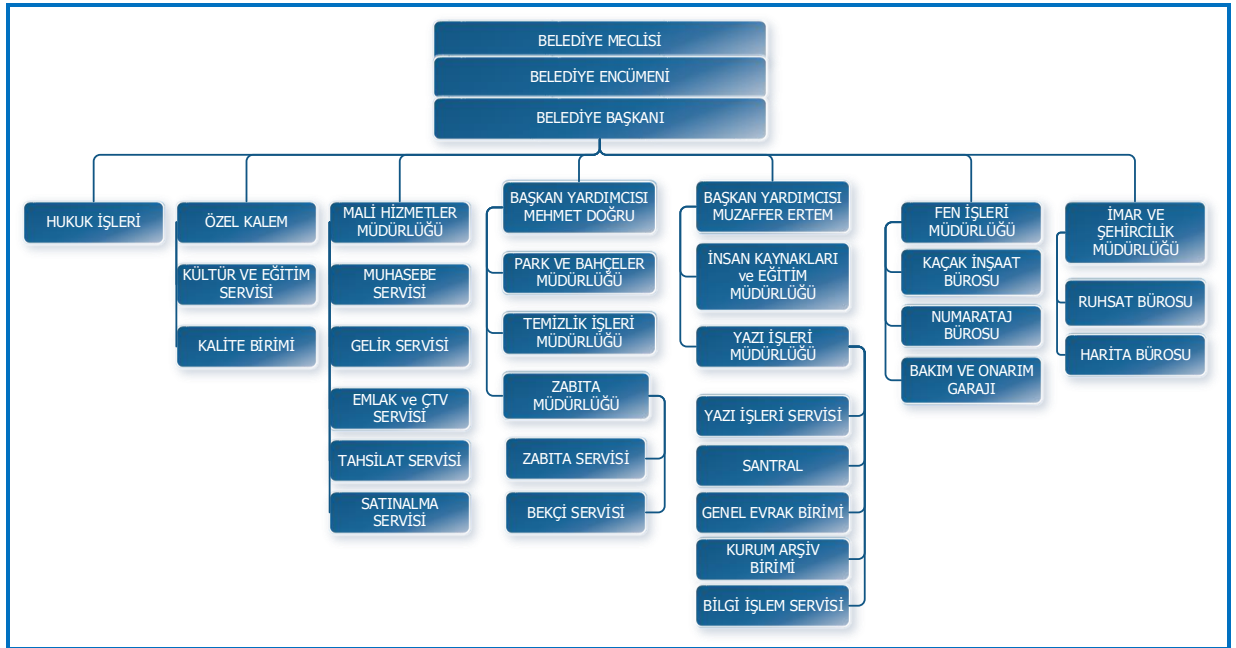 BELEDİYE MECLİSİ
BELEDİYE ENCÜMENİ
BELEDİYE BAŞKANI
HUKUK İŞLERİ
ÖZEL KALEM
KÜLTÜR VE EĞİTİM
SERVİSİ
KALİTE BİRİMİ
MALİ HİZMETLER
MÜDÜRLÜĞÜ
MUHASEBE
SERVİSİ
GELİR SERVİSİ
EMLAK ve ÇTV
SERVİSİ
TAHSİLAT SERVİSİ
SATINALMA
SERVİSİ
BAŞKAN YARDIMCISI
MEHMET DOĞRU
PARK VE BAHÇELER
MÜDÜRLÜĞÜ
TEMİZLİK İŞLERİ
MÜDÜRLÜĞÜ
ZABITA
MÜDÜRLÜĞÜ
ZABITA SERVİSİ
BEKÇİ SERVİSİ
BAŞKAN YARDIMCISI
MUZAFFER ERTEM
İNSAN KAYNAKLARI
ve EĞİTİM
MÜDÜRLÜĞÜ
YAZI İŞLERİ
MÜDÜRLÜĞÜ
YAZI İŞLERİ SERVİSİ
SANTRAL
GENEL EVRAK BİRİMİ
KURUM ARŞİV
BİRİMİ
BİLGİ İŞLEM SERVİSİ
FEN İŞLERİ
MÜDÜRLÜĞÜ
KAÇAK İNŞAAT
BÜROSU
NUMARATAJ
BÜROSU
BAKIM VE ONARIM
GARAJI
İMAR VE
ŞEHİRCİLİK
MÜDÜRLÜĞÜ
RUHSAT BÜROSU
HARİTA BÜROSU